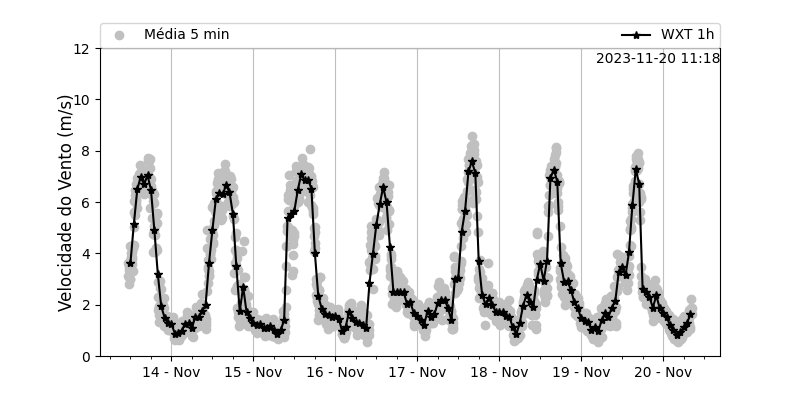 Média 5 min
WXT 1h
2023-11-20 11:18
Velocidade do Vento (m/s)
12
10
8
6
4
2
0
14 - Nov
15 - Nov
16 - Nov
17 - Nov
18 - Nov
19 - Nov
20 - Nov